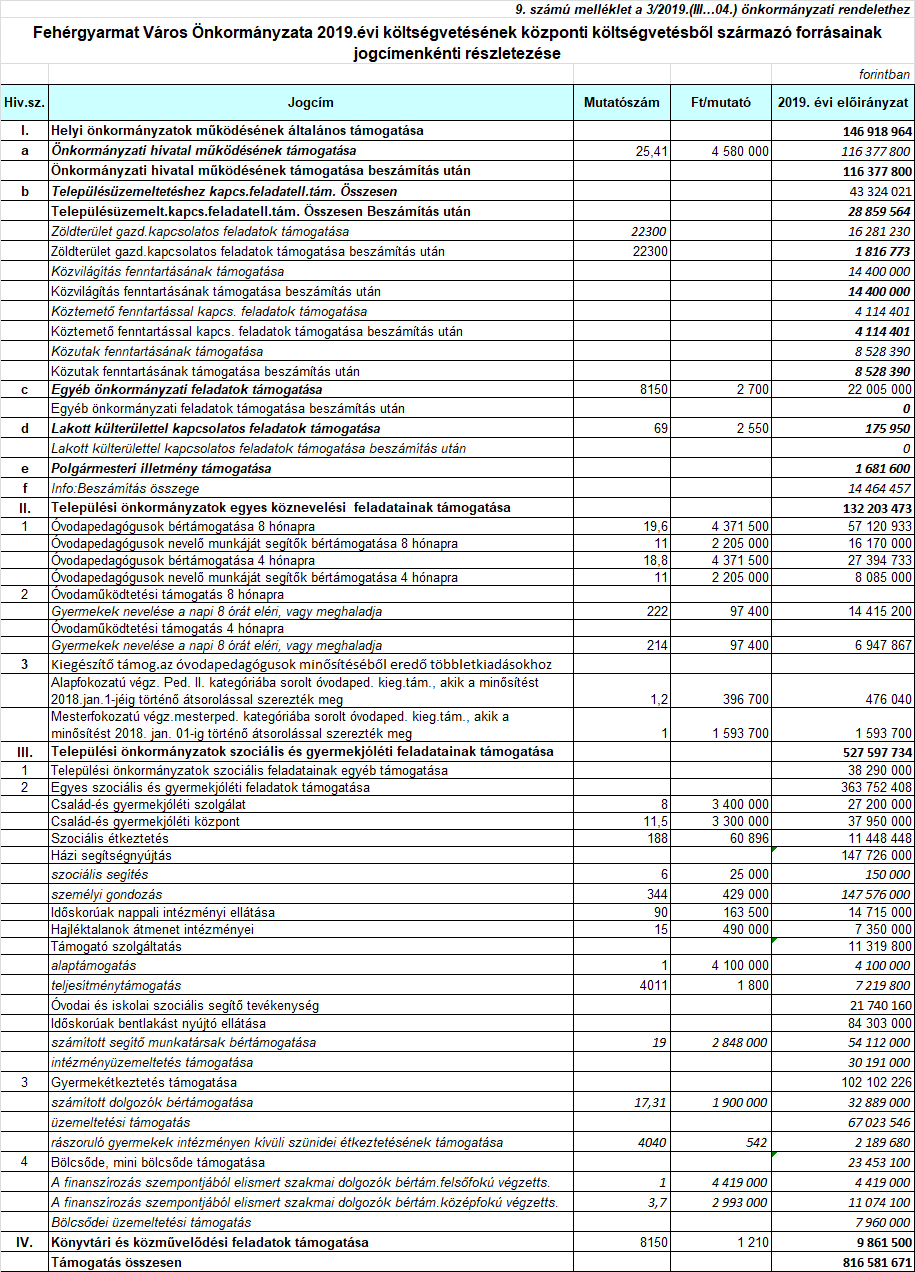 9. számú melléklet a 3/2019.(III...04.) önkormányzati rendelethez
Fehérgyarmat Város Önkormányzata 2019.évi költségvetésének központi költségvetésből származó forrásainak
jogcímenkénti részletezése
forintban
Hiv.sz. Jogcím Mutatószám Ft/mutató 2019. évi előirányzat
I. Helyi önkormányzatok működésének általános támogatása 146 918 964
a Önkormányzati hivatal működésének támogatása 25,41 4 580 000 116 377 800
Önkormányzati hivatal működésének támogatása beszámítás után 116 377 800
b Településüzemeltetéshez kapcs.feladatell.tám. Összesen 43 324 021
Településüzemelt.kapcs.feladatell.tám. Összesen Beszámítás után 28 859 564
Zöldterület gazd.kapcsolatos feladatok támogatása 22300 16 281 230
Zöldterület gazd.kapcsolatos feladatok támogatása beszámítás után 22300 1 816 773
Közvilágítás fenntartásának támogatása 14 400 000
Közvilágítás fenntartásának támogatása beszámítás után 14 400 000
Köztemető fenntartással kapcs. feladatok támogatása 4 114 401
Köztemető fenntartással kapcs. feladatok támogatása beszámítás után 4 114 401
Közutak fenntartásának támogatása 8 528 390
Közutak fenntartásának támogatása beszámítás után 8 528 390
c Egyéb önkormányzati feladatok támogatása 8150 2 700 22 005 000
Egyéb önkormányzati feladatok támogatása beszámítás után 0
d Lakott külterülettel kapcsolatos feladatok támogatása 69 2 550 175 950
Lakott külterülettel kapcsolatos feladatok támogatása beszámítás után 0
e Polgármesteri illetmény támogatása 1 681 600
f Info:Beszámítás összege 14 464 457
II. Települési önkormányzatok egyes köznevelési feladatainak támogatása 132 203 473
1 Óvodapedagógusok bértámogatása 8 hónapra 19,6 4 371 500 57 120 933
Óvodapedagógusok nevelő munkáját segítők bértámogatása 8 hónapra 11 2 205 000 16 170 000
Óvodapedagógusok bértámogatása 4 hónapra 18,8 4 371 500 27 394 733
Óvodapedagógusok nevelő munkáját segítők bértámogatása 4 hónapra 11 2 205 000 8 085 000
2 Óvodaműködtetési támogatás 8 hónapra
Gyermekek nevelése a napi 8 órát eléri, vagy meghaladja 222 97 400 14 415 200
Óvodaműködtetési támogatás 4 hónapra
Gyermekek nevelése a napi 8 órát eléri, vagy meghaladja 214 97 400 6 947 867
3 Kiegészítő támog.az óvodapedagógusok minősítéséből eredő többletkiadásokhoz
Alapfokozatú végz. Ped. II. kategóriába sorolt óvodaped. kieg.tám., akik a minősítést
2018.jan.1-jéig történő átsorolással szerezték meg 1,2 396 700 476 040
Mesterfokozatú végz.mesterped. kategóriába sorolt óvodaped. kieg.tám., akik a
minősítést 2018. jan. 01-ig történő átsorolással szerezték meg 1 1 593 700 1 593 700
III. Települési önkormányzatok szociális és gyermekjóléti feladatainak támogatása 527 597 734
1 Települési önkormányzatok szociális feladatainak egyéb támogatása 38 290 000
2 Egyes szociális és gyermekjóléti feladatok támogatása 363 752 408
Család-és gyermekjóléti szolgálat 8 3 400 000 27 200 000
Család-és gyermekjóléti központ 11,5 3 300 000 37 950 000
Szociális étkeztetés 188 60 896 11 448 448
Házi segítségnyújtás 147 726 000
szociális segítés 6 25 000 150 000
személyi gondozás 344 429 000 147 576 000
Időskorúak nappali intézményi ellátása 90 163 500 14 715 000
Hajléktalanok átmenet intézményei 15 490 000 7 350 000
Támogató szolgáltatás 11 319 800
alaptámogatás 1 4 100 000 4 100 000
teljesítménytámogatás 4011 1 800 7 219 800
Óvodai és iskolai szociális segítő tevékenység 21 740 160
Időskorúak bentlakást nyújtó ellátása 84 303 000
számított segítő munkatársak bértámogatása 19 2 848 000 54 112 000
intézményüzemeltetés támogatása 30 191 000
3 Gyermekétkeztetés támogatása 102 102 226
számított dolgozók bértámogatása 17,31 1 900 000 32 889 000
üzemeltetési támogatás 67 023 546
rászoruló gyermekek intézményen kívüli szünidei étkeztetésének támogatása 4040 542 2 189 680
4 Bölcsőde, mini bölcsőde támogatása 23 453 100
A finanszírozás szempontjából elismert szakmai dolgozók bértám.felsőfokú végzetts. 1 4 419 000 4 419 000
A finanszírozás szempontjából elismert szakmai dolgozók bértám.középfokú végzetts. 3,7 2 993 000 11 074 100
Bölcsődei üzemeltetési támogatás 7 960 000
IV. Könyvtári és közművelődési feladatok támogatása 8150 1 210 9 861 500
Támogatás összesen 816 581 671